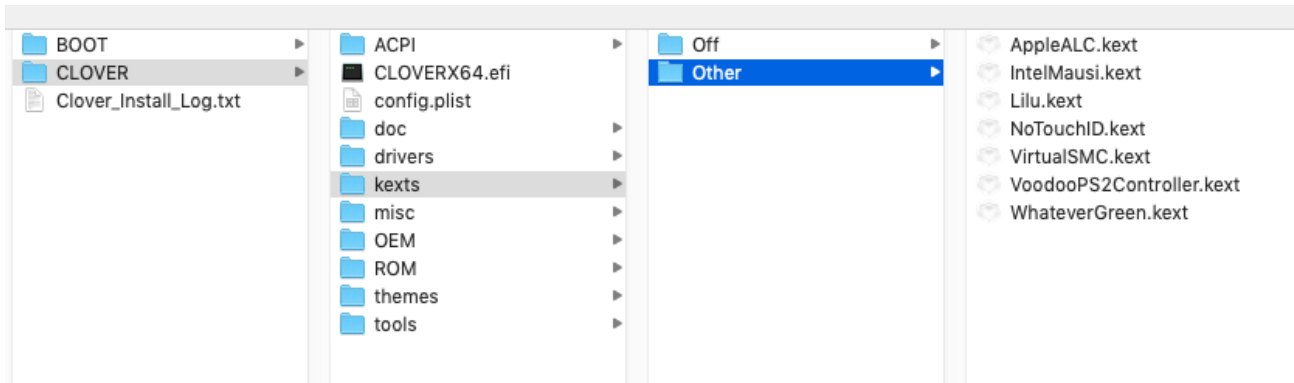 BOOT
CLOVER
Clover_Install_Log.txt
ACPI
CLOVERX64.efi
config.plist
doc
drivers
kexts
misc
OEM
ROM
themes
tools
Off
Other
AppleALC.kext
IntelMausi.kext
Lilu.kext
NoTouchID.kext
VirtualSMC.kext
VoodooPS2Controller.kext
WhateverGreen.kext